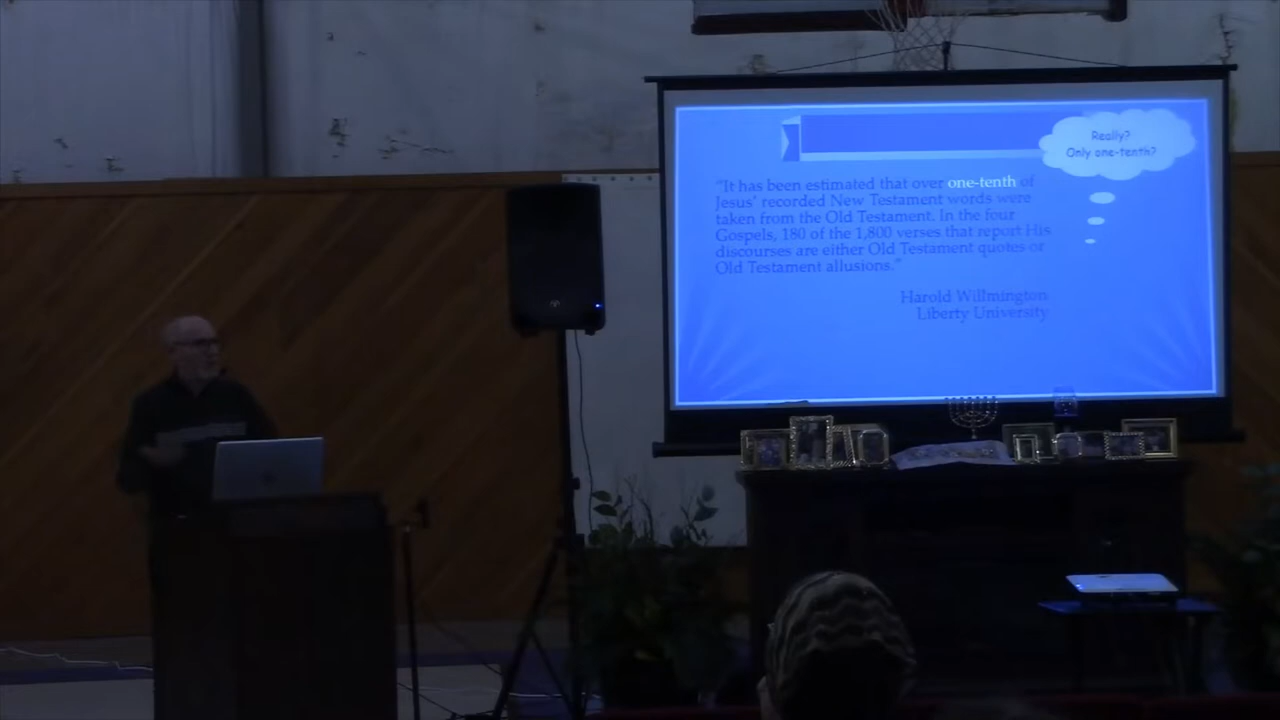 Really?
Only one-tenth?
“It has been estimated that over one-tenth of
Jesus’ recorded New Testament words were
taken from the Old Testament. In the four
Gospels, 180 of the 1,800 verses that report His
discourses are either Old Testament quotes or
Old Testament allusions.”
Harold Willmington
Liberty University